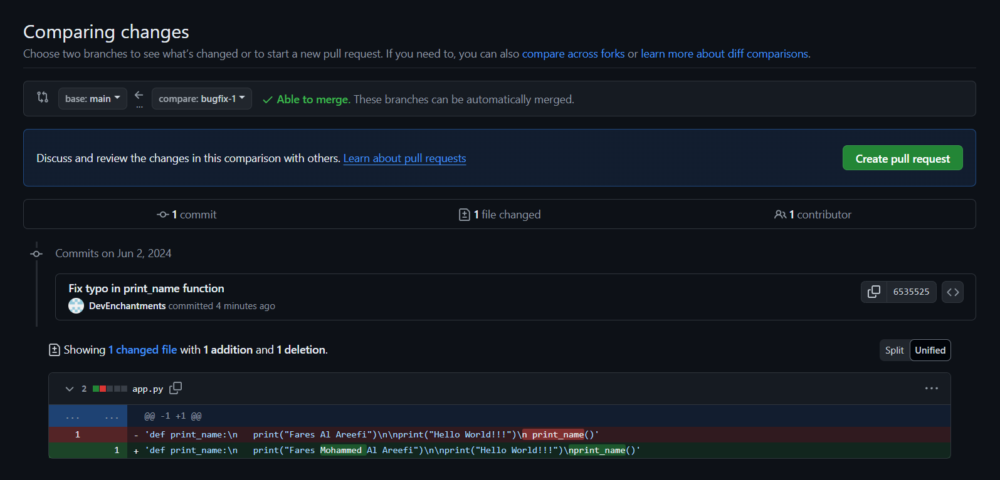 Comparing changes
Choose two branches to see what's changed or to start a new pull request. If you need to, you can also compare across forks or learn more about diff comparisons.
base: main compare: bugfix-1 Able to merge. These branches can be automatically merged.
Discuss and review the changes in this comparison with others. Learn about pull requests Create pull request
1 commit 1 file changed 1 contributor
Commits on Jun 2, 2024
Fix typo in print_name function
DevEnchantments committed 4 minutes ago 6535525
Showing 1 changed file with 1 addition and 1 deletion. Split Unified
2 app.py
... ... @@ -1 +1 @@
1 - 'def print_name:\n   print("Fares Al Areefi")\n\nprint("Hello World!!!")\n print_name()'
1 + 'def print_name:\n   print("Fares Mohammed Al Areefi")\n\nprint("Hello World!!!")\nprint_name()'